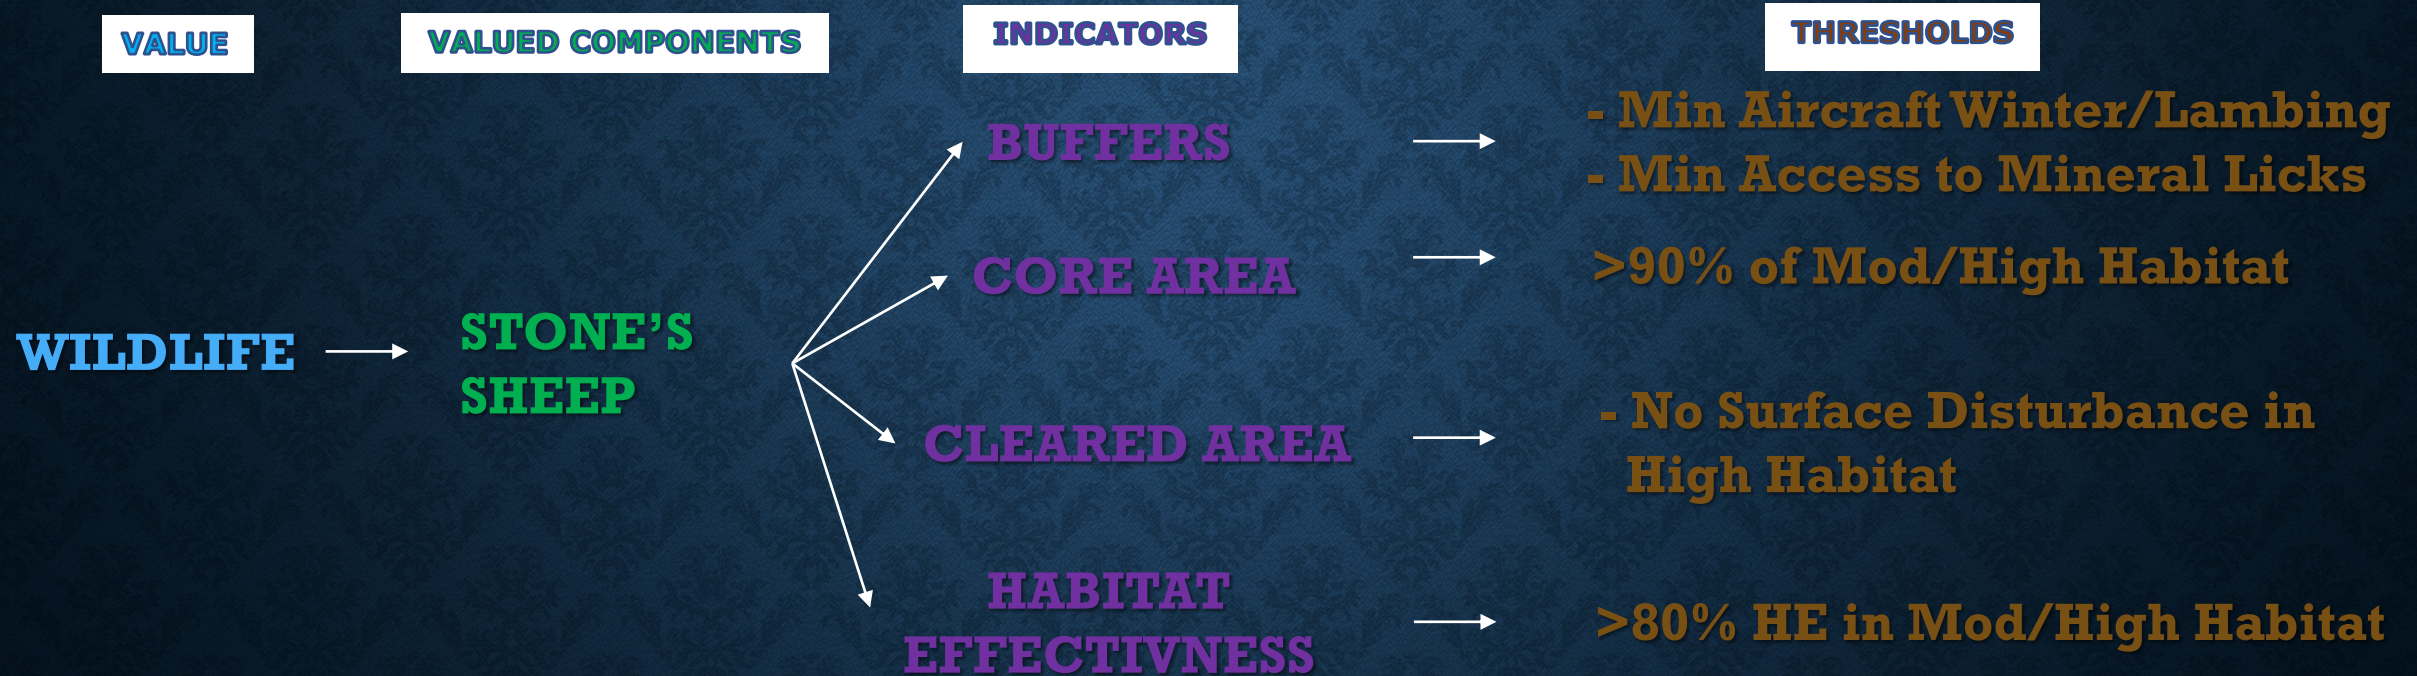 VALUE
VALUED COMPONENTS
INDICATORS
THRESHOLDS
WILDLIFE
STONE’S
SHEEP
BUFFERS
- Min Aircraft Winter/Lambing
- Min Access to Mineral Licks
CORE AREA
>90% of Mod/High Habitat
CLEARED AREA
- No Surface Disturbance in
High Habitat
HABITAT
EFFECTIVNESS
>80% HE in Mod/High Habitat